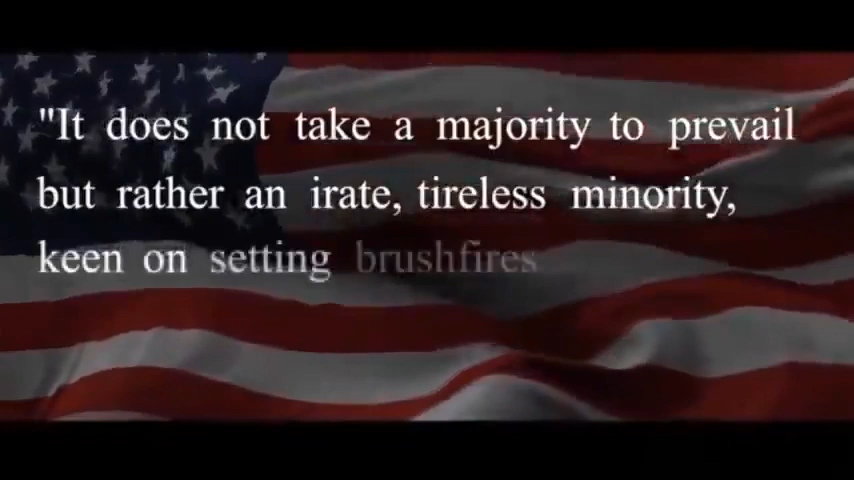 "It does not take a majority to prevail
but rather an irate, tireless minority,
keen on setting brushfires